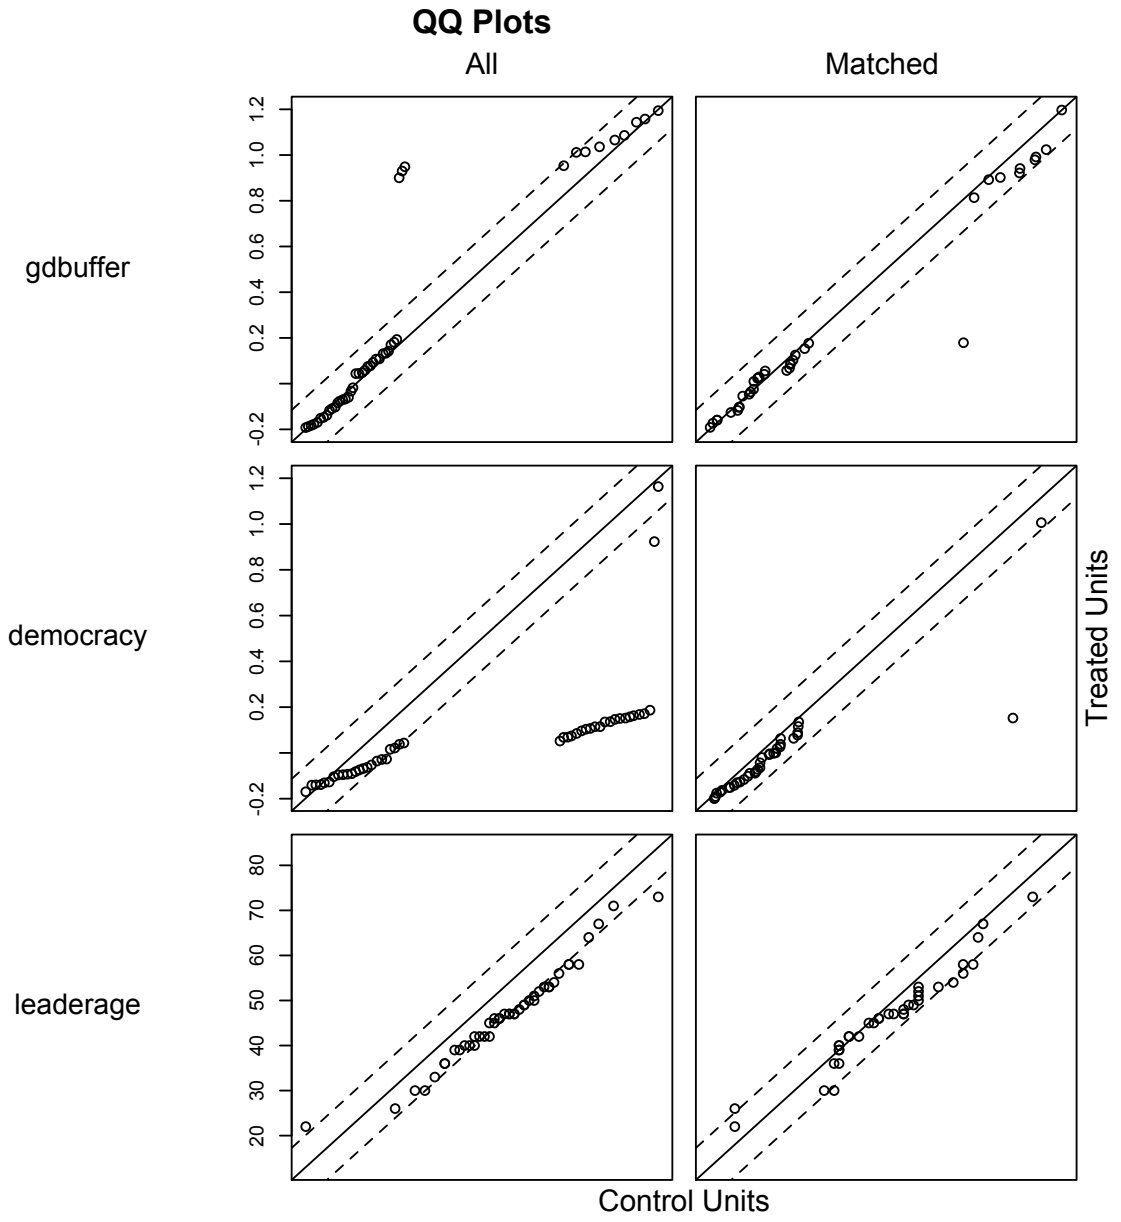 QQ Plots
All Matched
gdbuffer
-0.2 0.2 0.4 0.6 0.8 1.0 1.2
democracy
-0.2 0.2 0.4 0.6 0.8 1.0 1.2
leaderage
20 30 40 50 60 70 80
Treated Units
Control Units